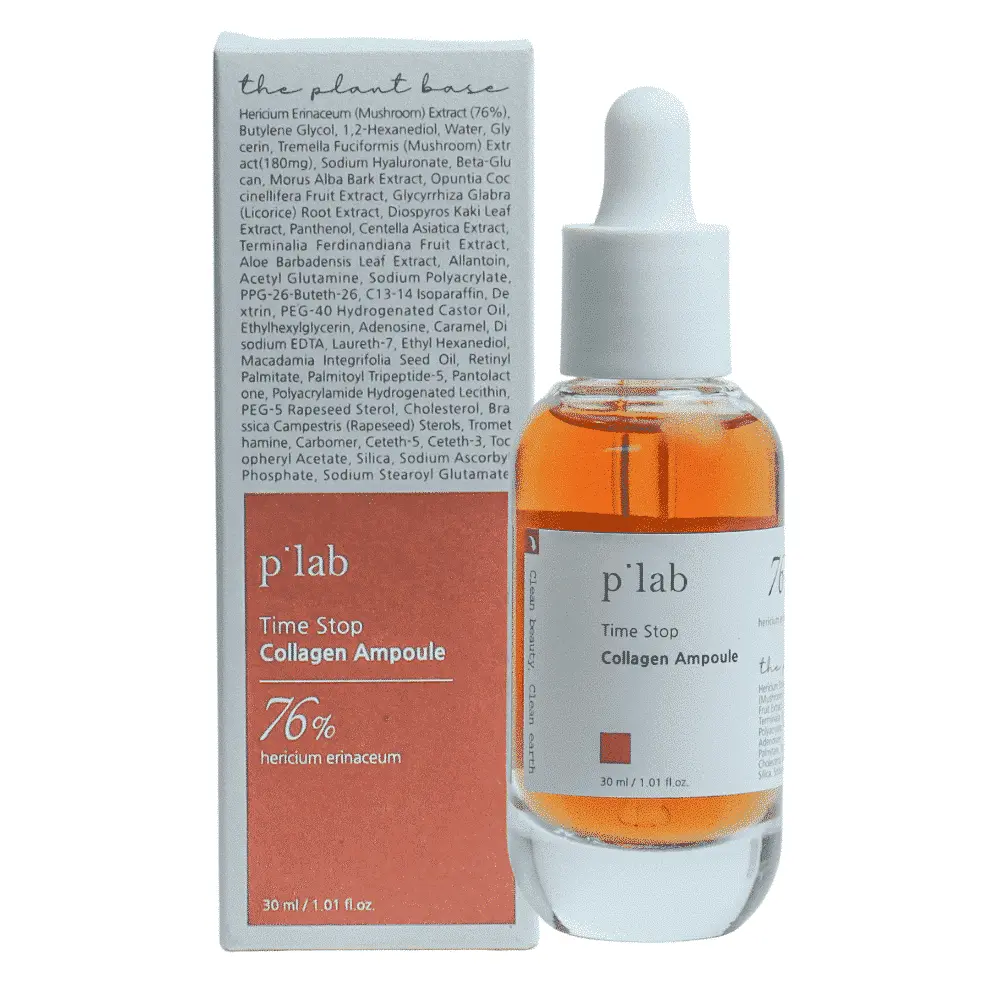 the plant base
Hericium Erinaceum (Mushroom) Extract (76%),
Butylene Glycol, 1,2-Hexanediol, Water, Gly
cerin, Tremella Fuciformis (Mushroom) Extr
act(180mg), Sodium Hyaluronate, Beta-Glu
can, Morus Alba Bark Extract, Opuntia Coc
cinellifera Fruit Extract, Glycyrrhiza Glabra
(Licorice) Root Extract, Diospyros Kaki Leaf
Extract, Panthenol, Centella Asiatica Extract,
Terminalia Ferdinandiana Fruit Extract,
Aloe Barbadensis Leaf Extract, Allantoin,
Acetyl Glutamine, Sodium Polyacrylate,
PPG-26-Buteth-26, C13-14 Isoparaffin, De
xtrin, PEG-40 Hydrogenated Castor Oil,
Ethylhexylglycerin, Adenosine, Caramel, Di
sodium EDTA, Laureth-7, Ethyl Hexanediol,
Macadamia Integrifolia Seed Oil, Retinyl
Palmitate, Palmitoyl Tripeptide-5, Pantolact
one, Polyacrylamide Hydrogenated Lecithin,
PEG-5 Rapeseed Sterol, Cholesterol, Bra
ssica Campestris (Rapeseed) Sterols, Tromet
hamine, Carbomer, Ceteth-5, Ceteth-3, Toc
opheryl Acetate, Silica, Sodium Ascorby
Phosphate, Sodium Stearoyl Glutamate
p'lab
Time Stop
Collagen Ampoule
76%
hericium erinaceum
30 ml / 1.01 fl.oz.
Clean beauty, Clean earth
p'lab
Time Stop
Collagen Ampoule
30 ml / 1.01 fl.oz.
76
the